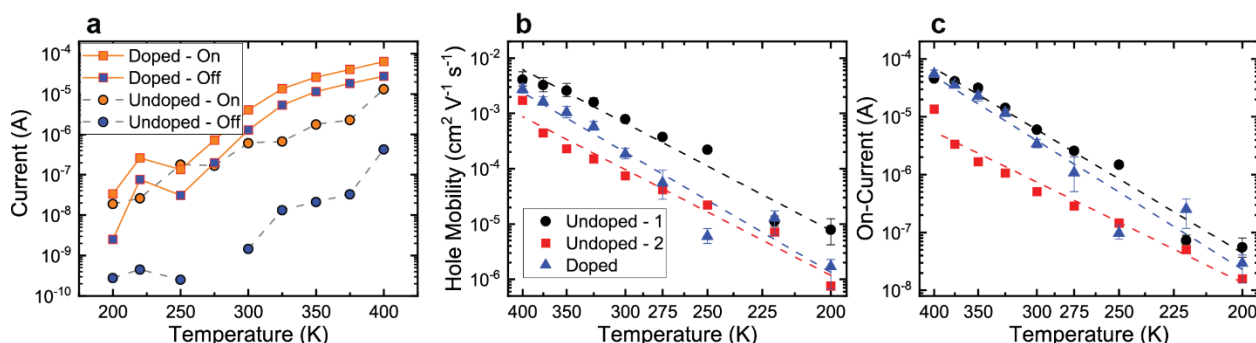 a
Current (A)
10⁻⁴
10⁻⁵
10⁻⁶
10⁻⁷
10⁻⁸
10⁻⁹
10⁻¹⁰
Doped - On
Doped - Off
Undoped - On
Undoped - Off
200 250 300 350 400
Temperature (K)
b
Hole Mobility (cm² V⁻¹ s⁻¹)
10⁻²
10⁻³
10⁻⁴
10⁻⁵
10⁻⁶
Undoped - 1
Undoped - 2
Doped
400 350 300 275 250 200
Temperature (K)
c
On-Current (A)
10⁻⁴
10⁻⁵
10⁻⁶
10⁻⁷
10⁻⁸
400 350 300 275 250 200
Temperature (K)